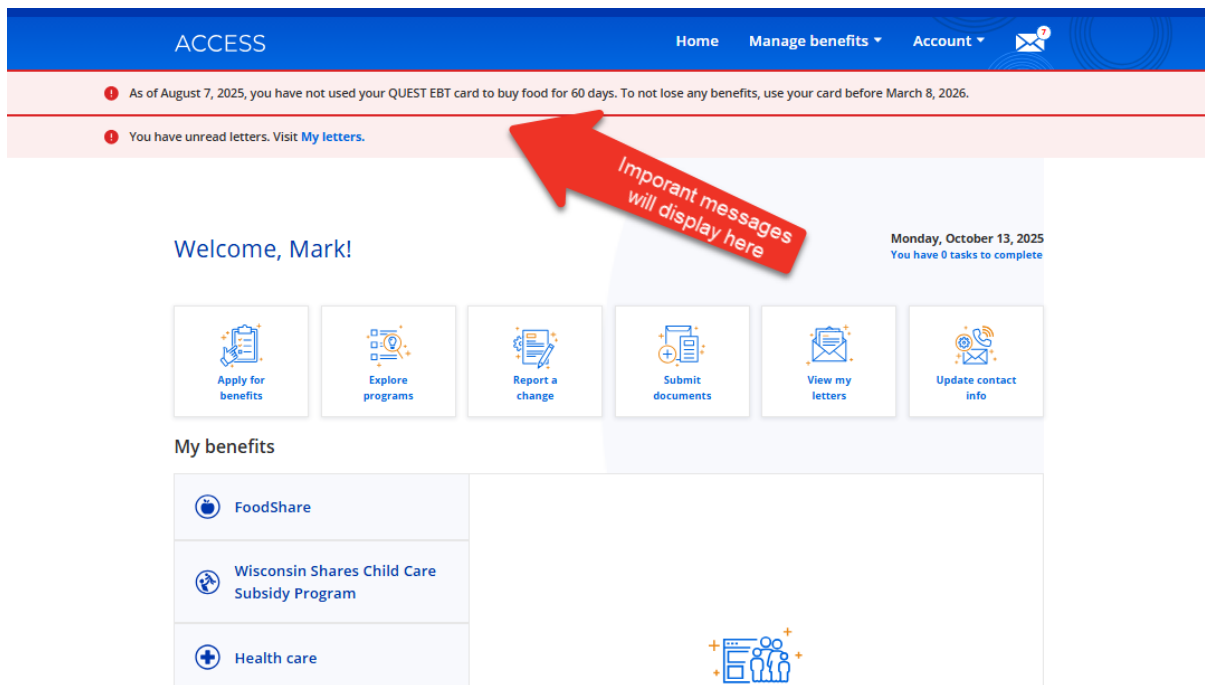 ACCESS
Home Manage benefits Account 7
As of August 7, 2025, you have not used your QUEST EBT card to buy food for 60 days. To not lose any benefits, use your card before March 8, 2026.
You have unread letters. Visit My letters.
Imporant messages
will display here
Welcome, Mark!
Monday, October 13, 2025
You have 0 tasks to complete
Apply for
benefits
Explore
programs
Report a
change
Submit
documents
View my
letters
Update contact
info
My benefits
FoodShare
Wisconsin Shares Child Care
Subsidy Program
Health care